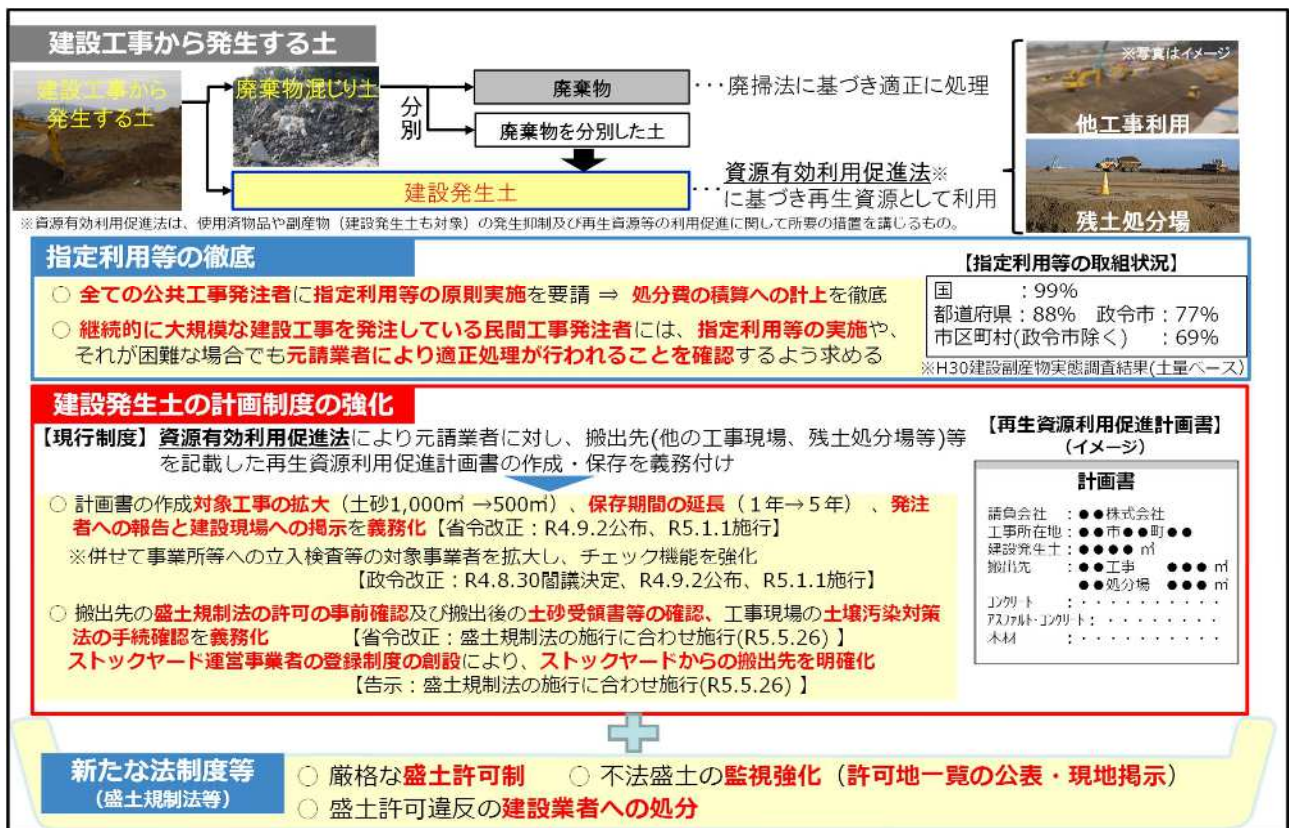 建設工事から発生する土
※写真はイメージ
建設工事から
発生する土
廃棄物混じり土
分別
廃棄物
･･･廃掃法に基づき適正に処理
廃棄物を分別した土
他工事利用
建設発生土
･･･資源有効利用促進法※
に基づき再生資源として利用
残土処分場
※資源有効利用促進法は、使用済物品や副産物（建設発生土も対象）の発生抑制及び再生資源等の利用促進に関して所要の措置を講じるもの。
指定利用等の徹底
○ 全ての公共工事発注者に指定利用等の原則実施を要請 ⇒ 処分費の積算への計上を徹底
○ 継続的に大規模な建設工事を発注している民間工事発注者には、指定利用等の実施や、
それが困難な場合でも元請業者により適正処理が行われることを確認するよう求める
【指定利用等の取組状況】
国 ：99%
都道府県：88% 政令市：77%
市区町村(政令市除く) ：69%
※H30建設副産物実態調査結果(土量ベース)
建設発生土の計画制度の強化
【現行制度】資源有効利用促進法により元請業者に対し、搬出先(他の工事現場、残土処分場等)等
を記載した再生資源利用促進計画書の作成・保存を義務付け
○ 計画書の作成対象工事の拡大（土砂1,000㎥→500㎥）、保存期間の延長（１年→５年）、発注
者への報告と建設現場への掲示を義務化【省令改正：R4.9.2公布、R5.1.1施行】
※併せて事業所等への立入検査等の対象事業者を拡大し、チェック機能を強化
【政令改正：R4.8.30閣議決定、R4.9.2公布、R5.1.1施行】
○ 搬出先の盛土規制法の許可の事前確認及び搬出後の土砂受領書等の確認、工事現場の土壌汚染対策
法の手続確認を義務化 【省令改正：盛土規制法の施行に合わせ施行(R5.5.26) 】
ストックヤード運営事業者の登録制度の創設により、ストックヤードからの搬出先を明確化
【告示：盛土規制法の施行に合わせ施行(R5.5.26) 】
【再生資源利用促進計画書】
(イメージ)
計画書
請負会社 ：●●株式会社
工事所在地：●●市●●町●●
建設発生土：●●●● ㎥
搬出先 ：●●工事 ●●● ㎥
●●処分場 ●●● ㎥
コンクリート ：・・・・・・・・・・
アスファルト・コンクリート：・・・・・・・・
木材 ：・・・・・・・・・・
新たな法制度等
(盛土規制法等)
○ 厳格な盛土許可制 ○ 不法盛土の監視強化（許可地一覧の公表・現地掲示）
○ 盛土許可違反の建設業者への処分